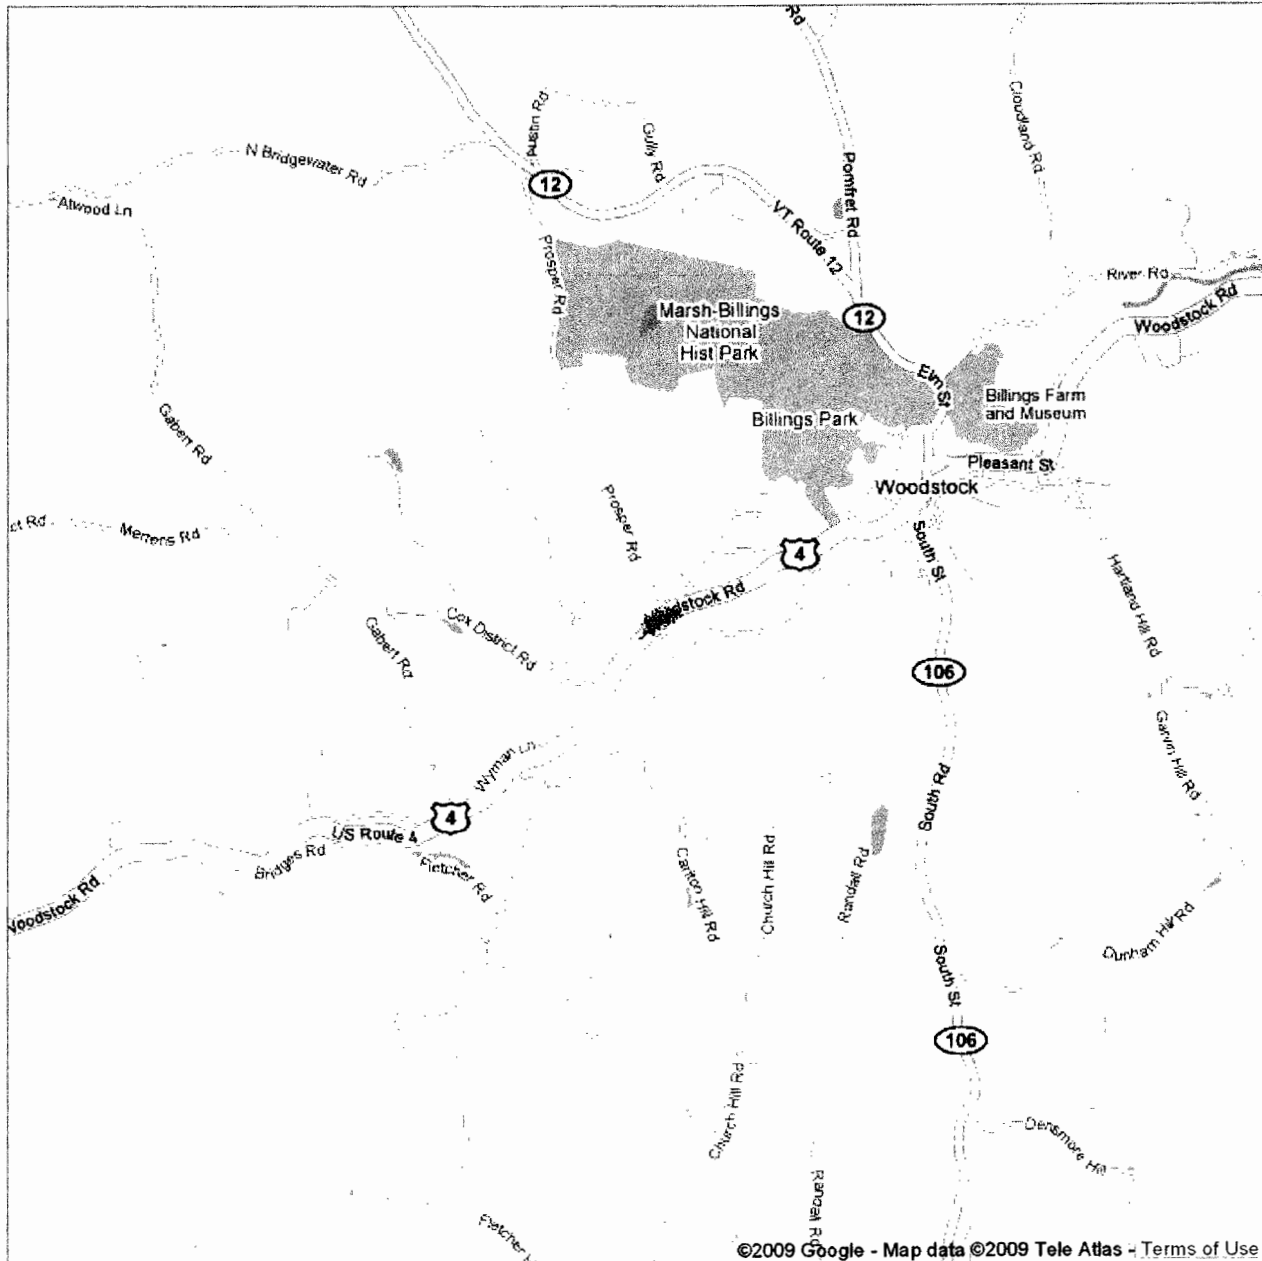 Rd
Austin Rd
Cloudland Rd
Gully Rd
N Bridgewater Rd
Pomfret Rd
12
Atwood Ln
VT Route 12
Prosper Rd
River Rd
Woodstock Rd
Marsh-Billings
National
Hist Park
12
Elm St
Billings Farm
and Museum
Billings Park
Gabert Rd
Pleasant St
Woodstock
Prosper Rd
ct Rd
Mertens Rd
South St
4
Hartland Hill Rd
stock Rd
Cox District Rd
Gabert Rd
106
Garvin Hill Rd
Wyman Ln
South Rd
4
US Route 4
Bridges Rd
Fletcher Rd
Carlton Hill Rd
Church Hill Rd
Randall Rd
Woodstock Rd
Dunham Hill Rd
South St
106
Church Hill Rd
Densmore Hill
Randall Rd
Fletcher
©2009 Google - Map data ©2009 Tele Atlas - Terms of Use